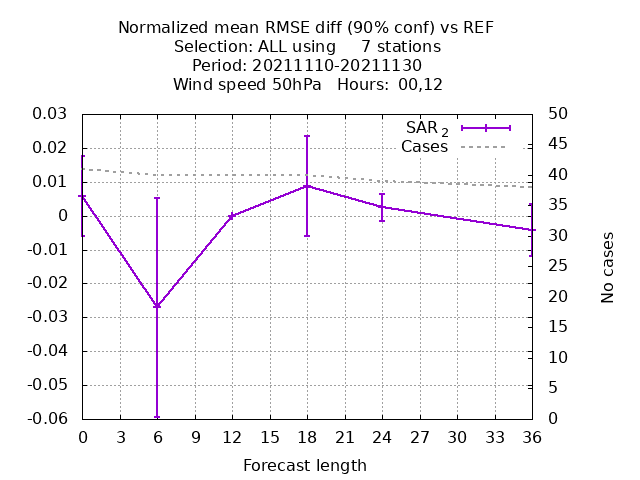 Normalized mean RMSE diff (90% conf) vs REF
Selection: ALL using     7 stations
Period: 20211110-20211130
Wind speed 50hPa   Hours:  00,12
0.03
0.02
0.01
0
-0.01
-0.02
-0.03
-0.04
-0.05
-0.06
SAR 2
Cases
50
45
40
35
30
25
20
15
10
5
0
No cases
0 3 6 9 12 15 18 21 24 27 30 33 36
Forecast length